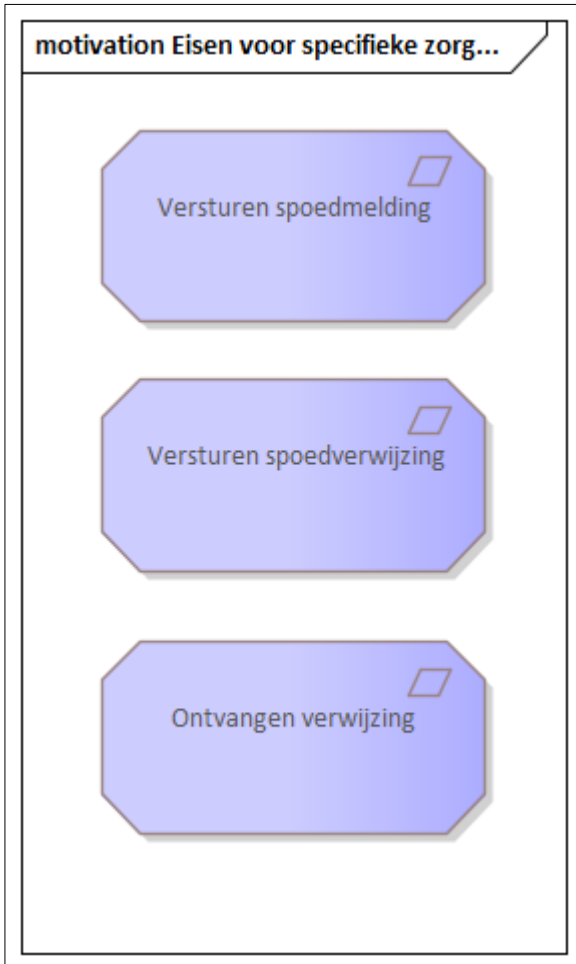 motivation Eisen voor specifieke zorg...
Versturen spoedmelding
Versturen spoedverwijzing
Ontvangen verwijzing